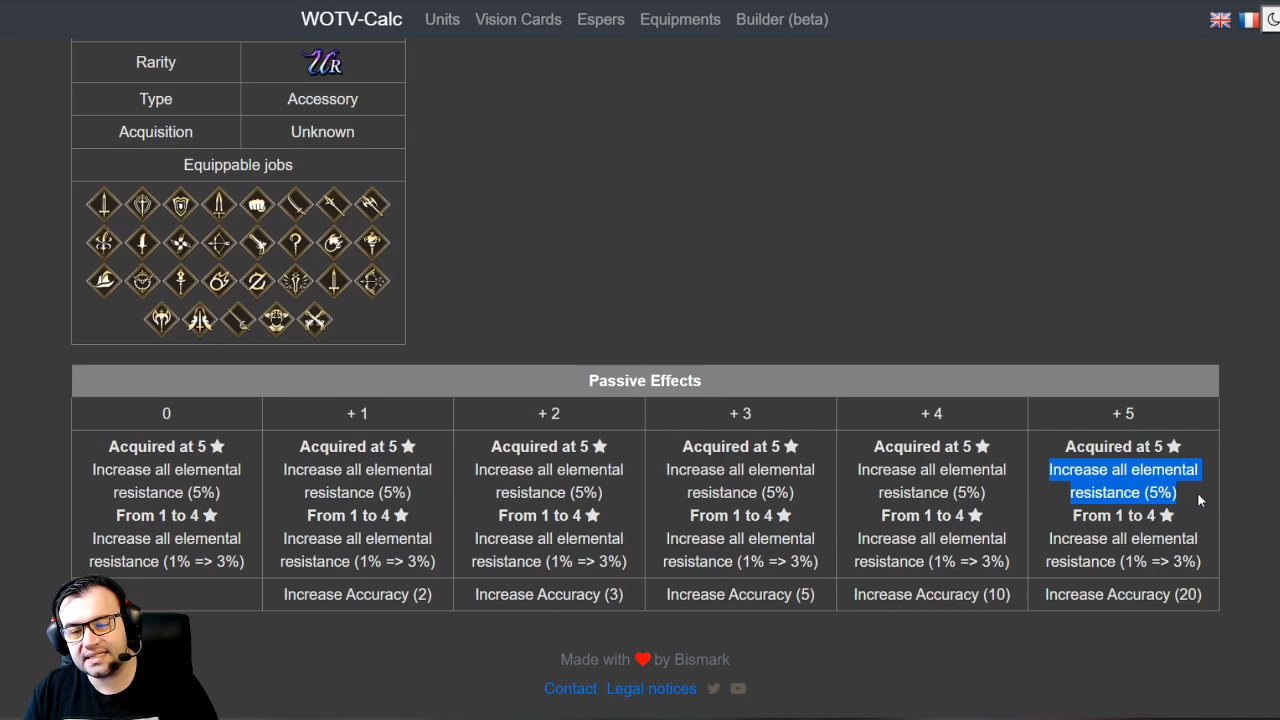 WOTV-Calc Units Vision Cards Espers Equipments Builder (beta)
Rarity UR
Type Accessory
Acquisition Unknown
Equippable jobs
Passive Effects
0 + 1 + 2 + 3 + 4 + 5
Acquired at 5 Acquired at 5 Acquired at 5 Acquired at 5 Acquired at 5 Acquired at 5
Increase all elemental Increase all elemental Increase all elemental Increase all elemental Increase all elemental Increase all elemental
resistance (5%) resistance (5%) resistance (5%) resistance (5%) resistance (5%) resistance (5%)
From 1 to 4 From 1 to 4 From 1 to 4 From 1 to 4 From 1 to 4 From 1 to 4
Increase all elemental Increase all elemental Increase all elemental Increase all elemental Increase all elemental Increase all elemental
resistance (1% => 3%) resistance (1% => 3%) resistance (1% => 3%) resistance (1% => 3%) resistance (1% => 3%) resistance (1% => 3%)
Increase Accuracy (2) Increase Accuracy (3) Increase Accuracy (5) Increase Accuracy (10) Increase Accuracy (20)
Made with ❤ by Bismark
Contact Legal notices